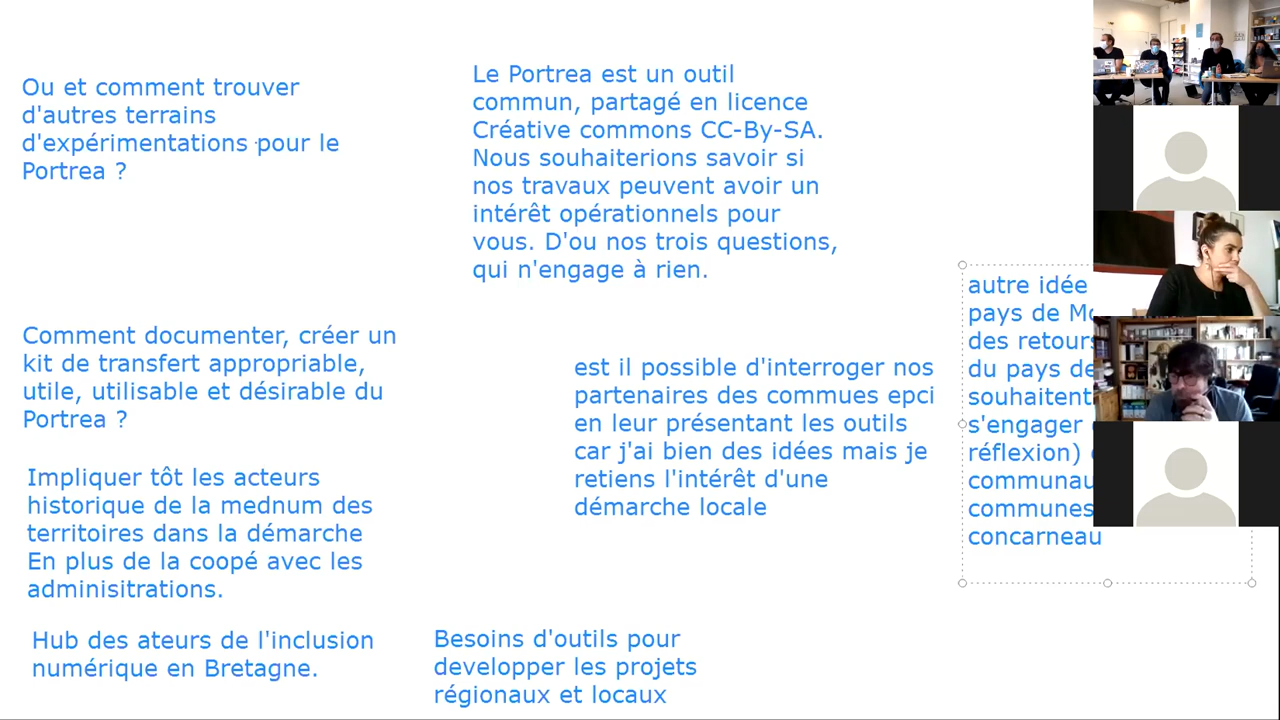 Ou et comment trouver
d'autres terrains
d'expérimentations pour le
Portrea ?
Le Portrea est un outil
commun, partagé en licence
Créative commons CC-By-SA.
Nous souhaiterions savoir si
nos travaux peuvent avoir un
intérêt opérationnels pour
vous. D'ou nos trois questions,
qui n'engage à rien.
Comment documenter, créer un
kit de transfert appropriable,
utile, utilisable et désirable du
Portrea ?
est il possible d'interroger nos
partenaires des commues epci
en leur présentant les outils
car j'ai bien des idées mais je
retiens l'intérêt d'une
démarche locale
autre idée
pays de
des retours
du pays de
souhaitent
s'engager
réflexion)
communes
concarneau
Impliquer tôt les acteurs
historique de la mednum des
territoires dans la démarche
En plus de la coopé avec les
adminisitrations.
Hub des ateurs de l'inclusion
numérique en Bretagne.
Besoins d'outils pour
developper les projets
régionaux et locaux